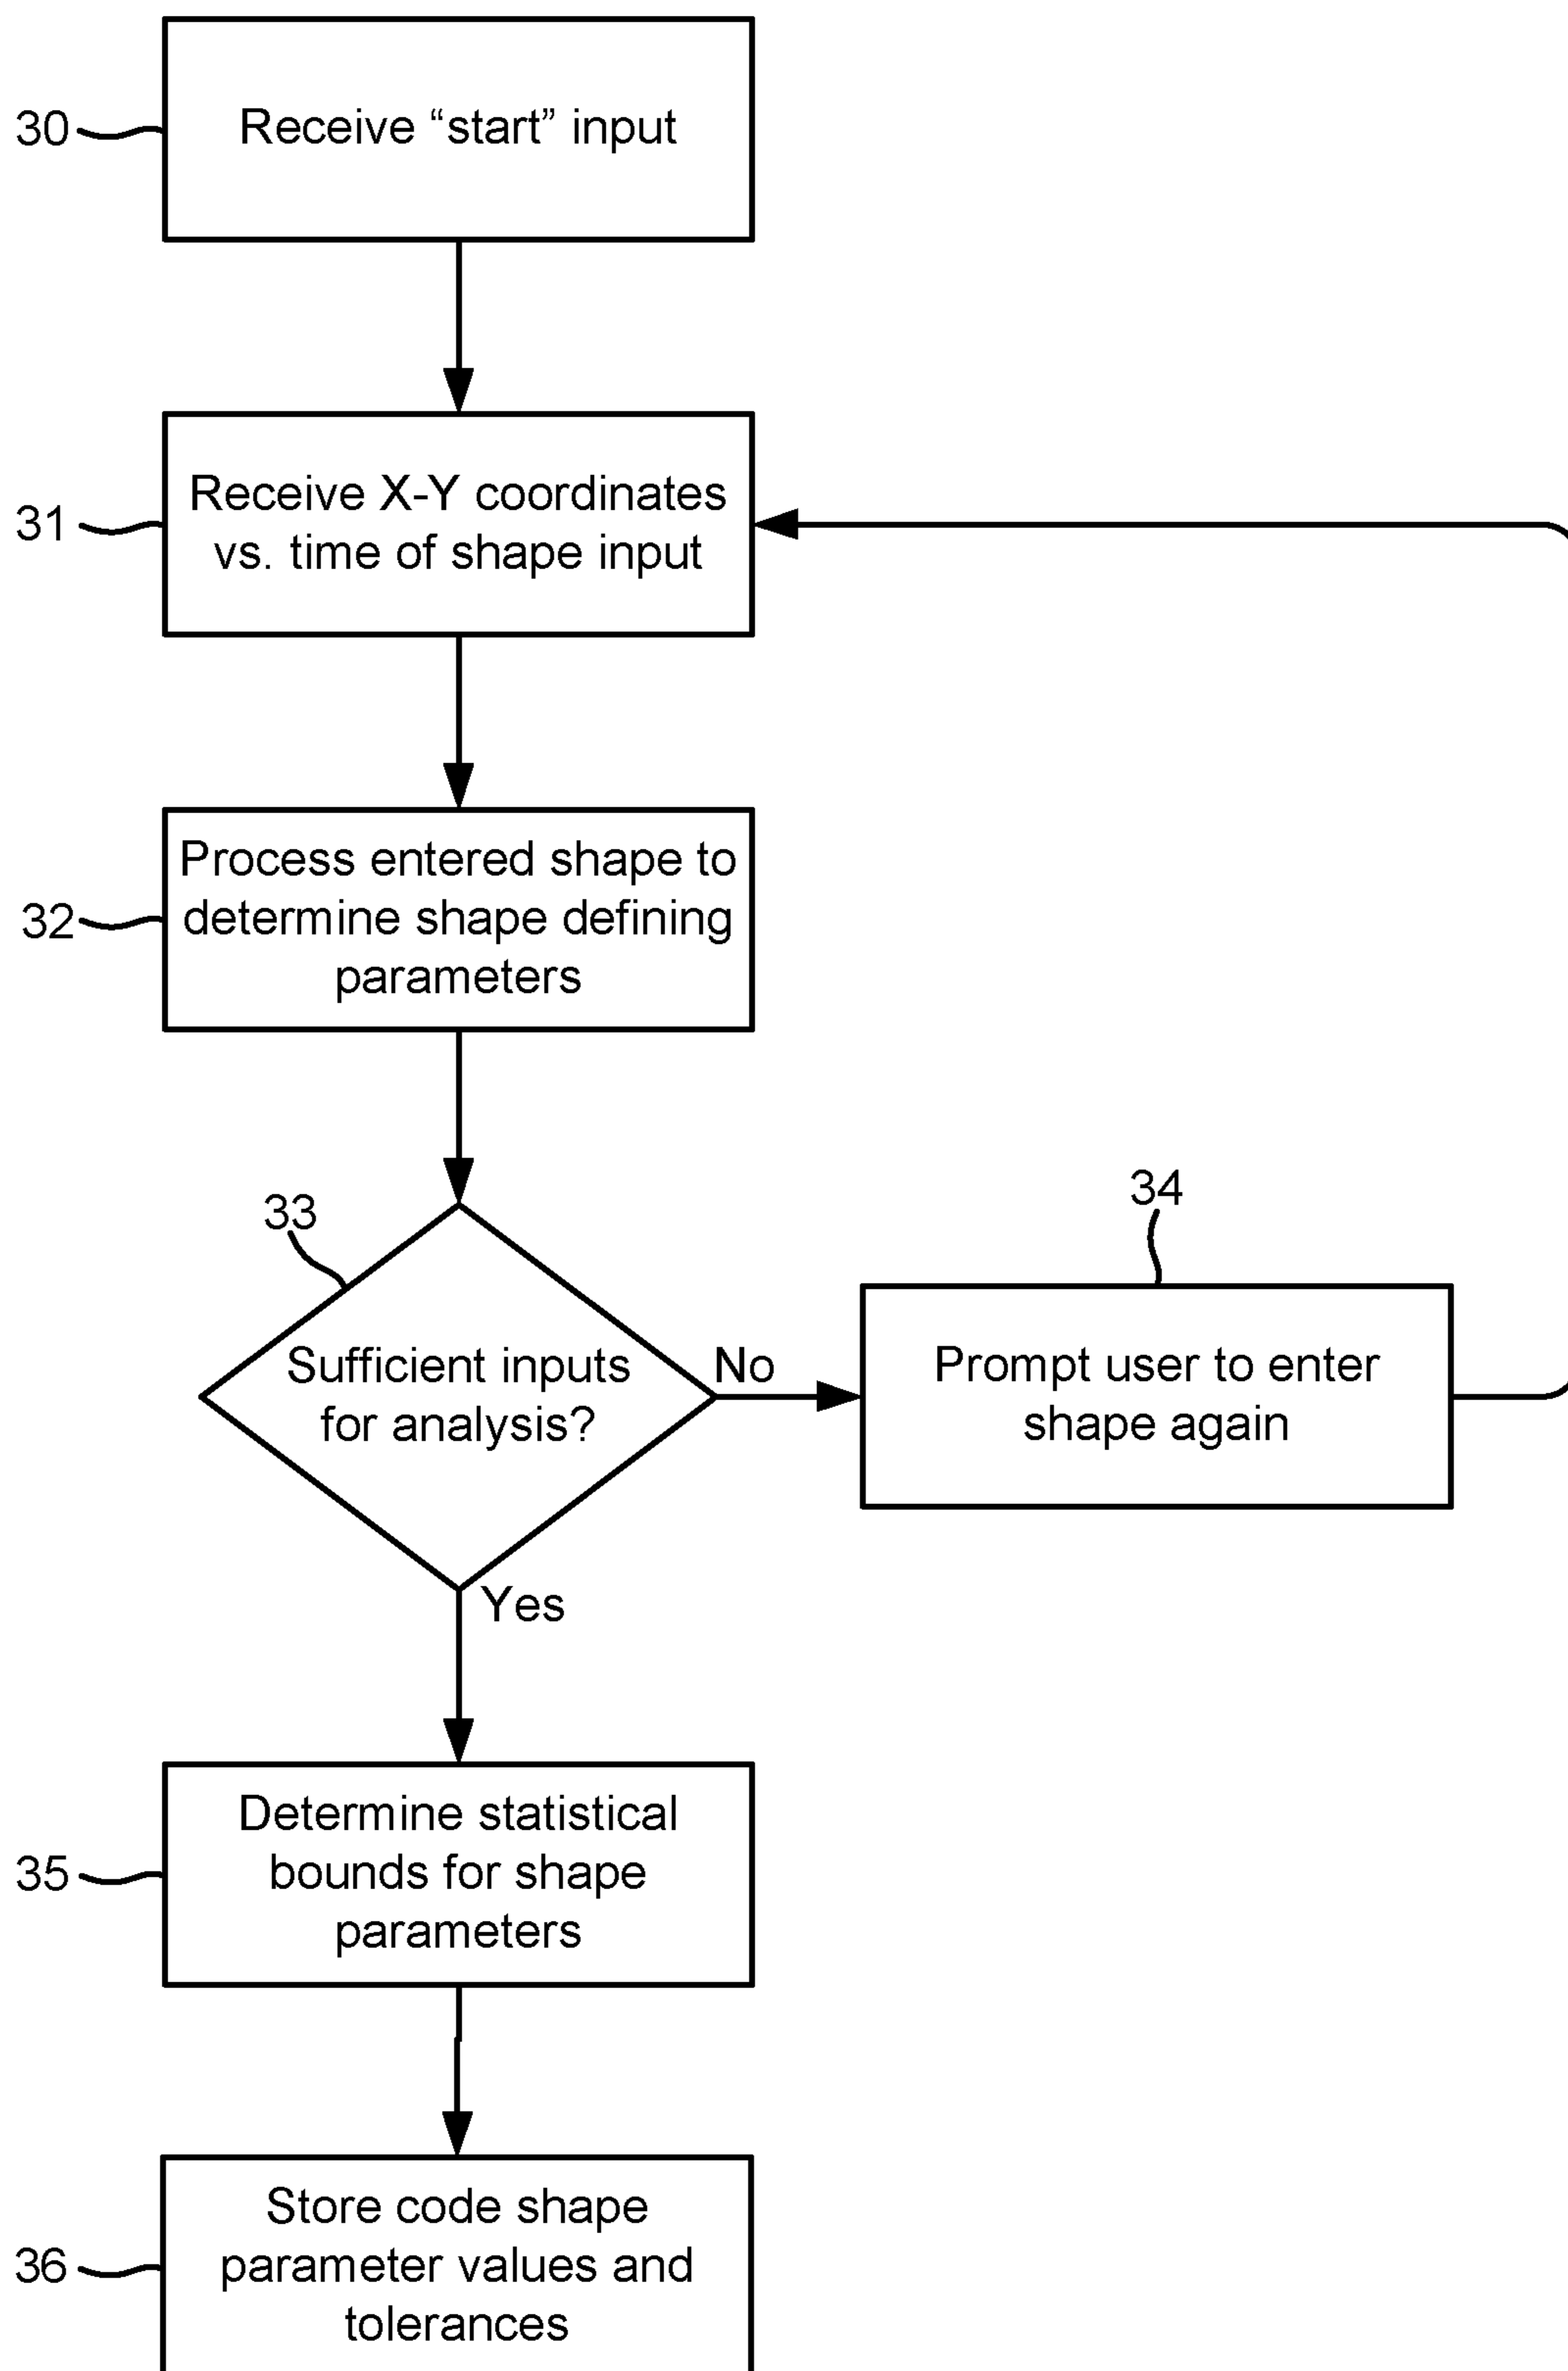 30
Receive “start” input
31
Receive X-Y coordinates
vs. time of shape input
32
Process entered shape to
determine shape defining
parameters
33
Sufficient inputs
for analysis?
No
34
Prompt user to enter
shape again
Yes
35
Determine statistical
bounds for shape
parameters
36
Store code shape
parameter values and
tolerances